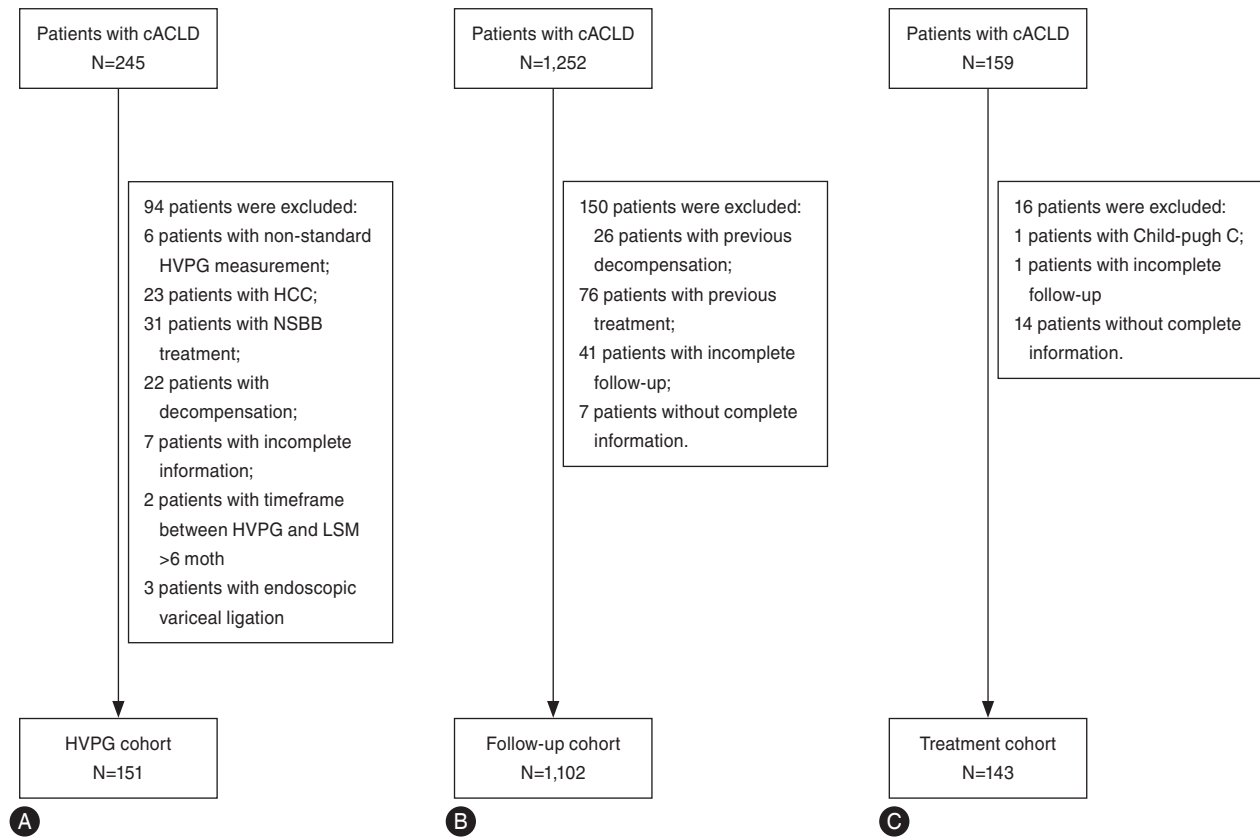 Patients with cACLD
N=245
94 patients were excluded:
6 patients with non-standard
HVPG measurement;
23 patients with HCC;
31 patients with NSBB
treatment;
22 patients with
decompensation;
7 patients with incomplete
information;
2 patients with timeframe
between HVPG and LSM
>6 moth
3 patients with endoscopic
variceal ligation
HVPG cohort
N=151
A
Patients with cACLD
N=1,252
150 patients were excluded:
26 patients with previous
decompensation;
76 patients with previous
treatment;
41 patients with incomplete
follow-up;
7 patients without complete
information.
Follow-up cohort
N=1,102
B
Patients with cACLD
N=159
16 patients were excluded:
1 patients with Child-pugh C;
1 patients with incomplete
follow-up
14 patients without complete
information.
Treatment cohort
N=143
C